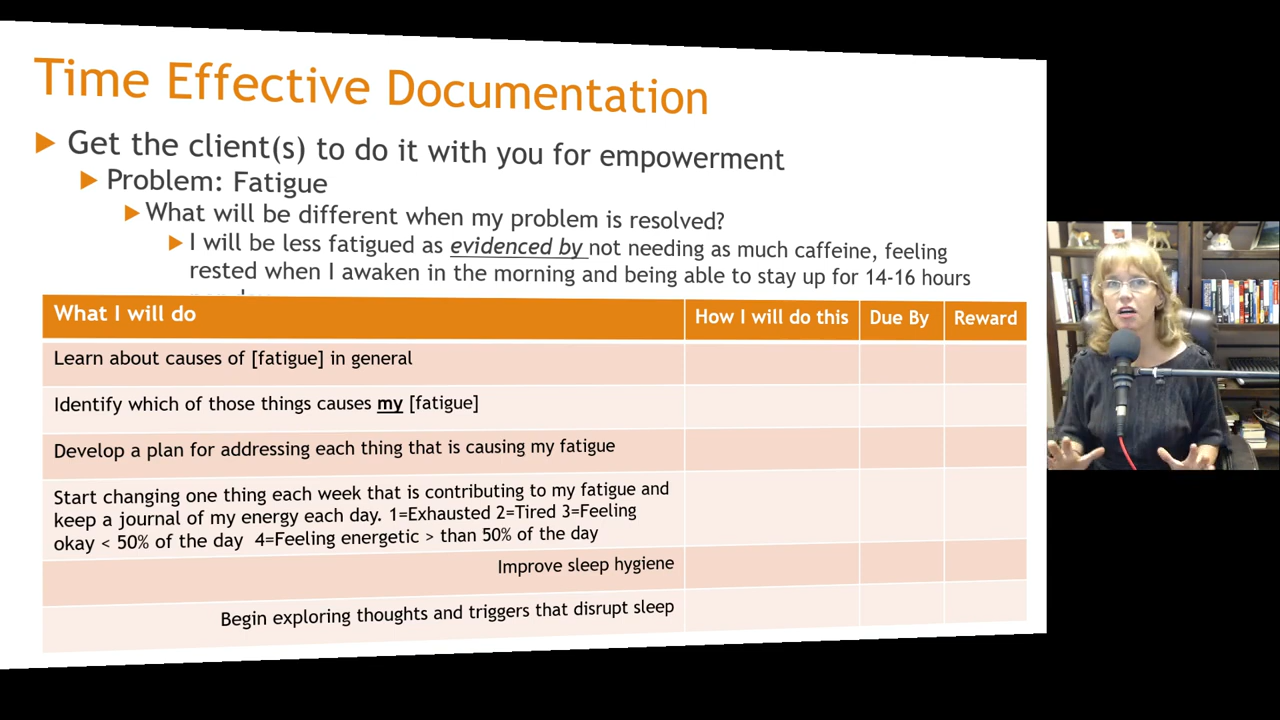 Time Effective Documentation
Get the client(s) to do it with you for empowerment
Problem: Fatigue
What will be different when my problem is resolved?
I will be less fatigued as evidenced by not needing as much caffeine, feeling
rested when I awaken in the morning and being able to stay up for 14-16 hours
What I will do How I will do this Due By Reward
Learn about causes of [fatigue] in general
Identify which of those things causes my [fatigue]
Develop a plan for addressing each thing that is causing my fatigue
Start changing one thing each week that is contributing to my fatigue and
keep a journal of my energy each day. 1=Exhausted 2=Tired 3=Feeling
okay < 50% of the day 4=Feeling energetic > than 50% of the day
Improve sleep hygiene
Begin exploring thoughts and triggers that disrupt sleep